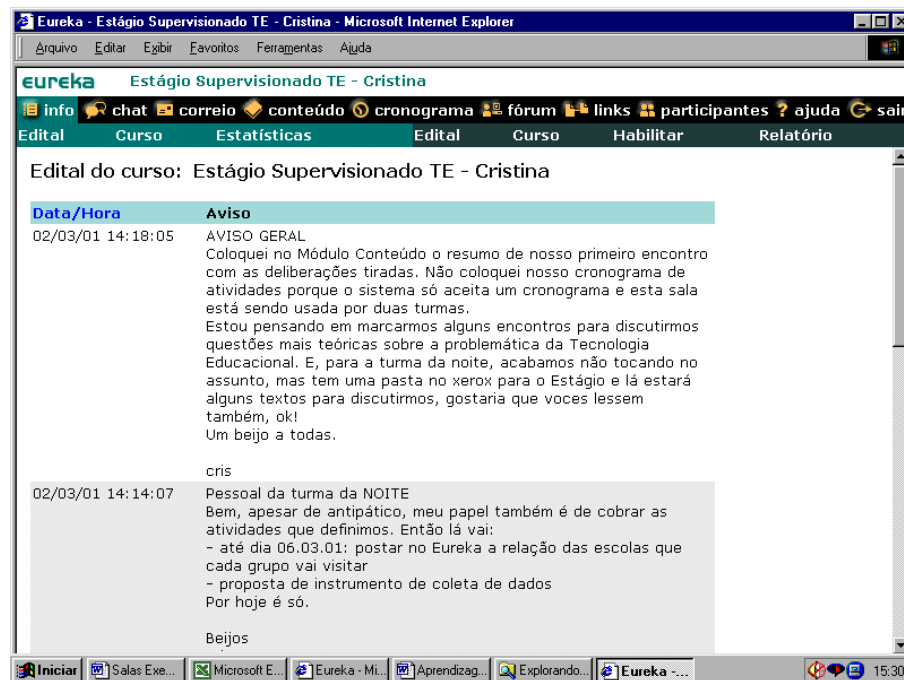 Eureka - Estágio Supervisionado TE - Cristina - Microsoft Internet Explorer
Arquivo Editar Exibir Favoritos Ferramentas Ajuda
eureka Estágio Supervisionado TE - Cristina
info chat correio conteúdo cronograma fórum links participantes ajuda sair
Edital Curso Estatísticas Edital Curso Habilitar Relatório
Edital do curso: Estágio Supervisionado TE - Cristina
Data/Hora Aviso
02/03/01 14:18:05 AVISO GERAL
Coloquei no Módulo Conteúdo o resumo de nosso primeiro encontro
com as deliberações tiradas. Não coloquei nosso cronograma de
atividades porque o sistema só aceita um cronograma e esta sala
está sendo usada por duas turmas.
Estou pensando em marcarmos alguns encontros para discutirmos
questões mais teóricas sobre a problemática da Tecnologia
Educacional. E, para a turma da noite, acabamos não tocando no
assunto, mas tem uma pasta no xerox para o Estágio e lá estará
alguns textos para discutirmos, gostaria que voces lessem
também, ok!
Um beijo a todas.
cris
02/03/01 14:14:07 Pessoal da turma da NOITE
Bem, apesar de antipático, meu papel também é de cobrar as
atividades que definimos. Então lá vai:
- até dia 06.03.01: postar no Eureka a relação das escolas que
cada grupo vai visitar
- proposta de instrumento de coleta de dados
Por hoje é só.
Beijos
Iniciar Salas Exe... Microsoft E... Eureka - Mi... Aprendizag... Explorando... Eureka -... 15:30